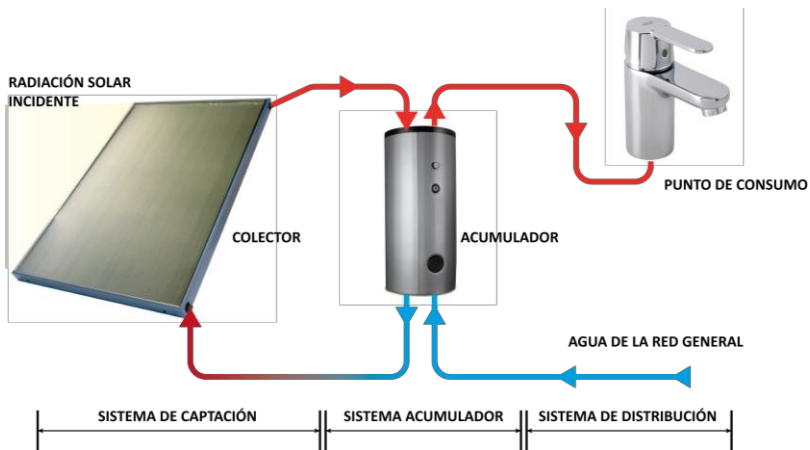 RADIACIÓN SOLAR
INCIDENTE
COLECTOR
ACUMULADOR
PUNTO DE CONSUMO
AGUA DE LA RED GENERAL
SISTEMA DE CAPTACIÓN
SISTEMA ACUMULADOR
SISTEMA DE DISTRIBUCIÓN